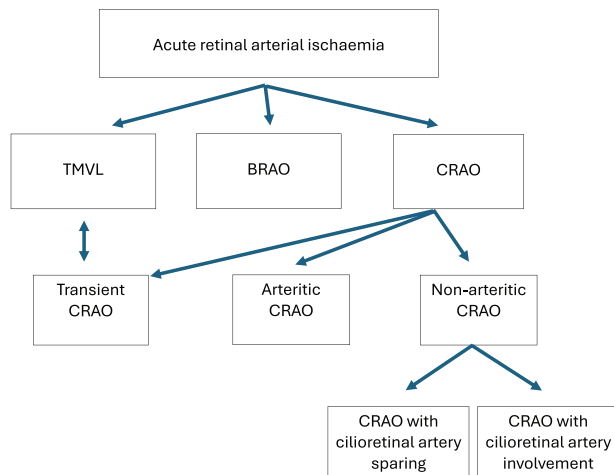 Acute retinal arterial ischaemia
TMVL
BRAO
CRAO
Transient
CRAO
Arteritic
CRAO
Non-arteritic
CRAO
CRAO with
cilioretinal artery
sparing
CRAO with
cilioretinal artery
involvement